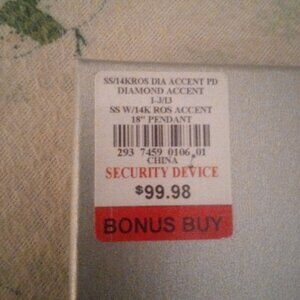 SS/14KROS DIA ACCENT PD
DIAMOND ACCENT
1-J/13
SS W/14K ROS ACCENT
18" PENDANT
293 7459 0106 01
CHINA
SECURITY DEVICE
$99.98
BONUS BUY